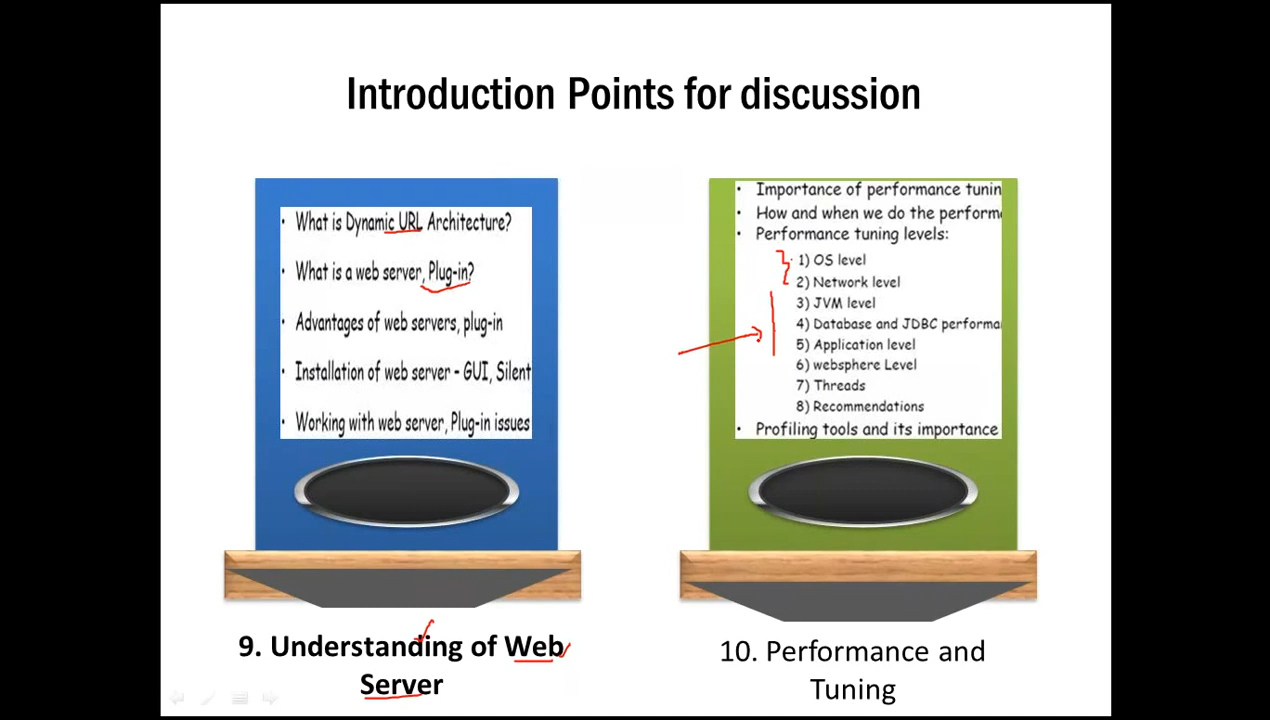 Introduction Points for discussion
• What is Dynamic URL Architecture?
• What is a web server, Plug-in?
• Advantages of web servers, plug-in
• Installation of web server - GUI, Silent
• Working with web server, Plug-in issues
9. Understanding of Web
Server
• Importance of performance tunin
• How and when we do the perform
• Performance tuning levels:
1) OS level
2) Network level
3) JVM level
4) Database and JDBC performa
5) Application level
6) websphere Level
7) Threads
8) Recommendations
• Profiling tools and its importance
10. Performance and
Tuning